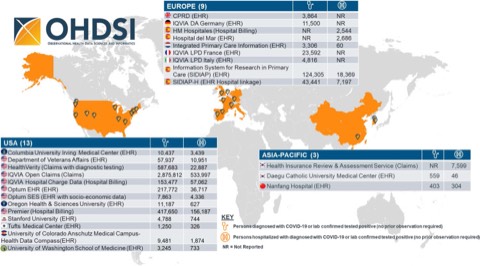 OHDSI
OBSERVATIONAL HEALTH DATA SCIENCES AND INFORMATICS
EUROPE (9)
CPRD (EHR) 3,864 NR
IQVIA DA Germany (EHR) 11,500 NR
HM Hospitales (Hospital Billing) NR 2,544
Hospital del Mar (EHR) NR 2,686
Integrated Primary Care Information (EHR) 3,306 60
IQVIA LPD France (EHR) 23,592 NR
IQVIA LPD Italy (EHR) 4,816 NR
Information System for Research in Primary
Care (SIDIAP) (EHR) 124,305 18,369
SIDIAP-H (EHR Hospital Linkage) 43,441 7,197
USA (13)
Columbia University Irving Medical Center (EHR) 10,437 3,439
Department of Veterans Affairs (EHR) 57,937 10,951
HealthVerity (Claims with diagnostic testing) 587,663 22,887
IQVIA Open Claims (Claims) 2,875,812 533,997
IQVIA Hospital Charge Data (Hospital Billing) 153,477 57,062
Optum EHR (EHR) 217,772 36,717
Optum SES (EHR with socio-economic data) 7,863 4,336
Oregon Health & Sciences University (EHR) 11,187 627
Premier (Hospital Billing) 417,650 156,187
Stanford University (EHR) 4,788 549
Tufts Medical Center (EHR) 1,250 326
University of Colorado Anschutz Medical Campus-
Health Data Compass(EHR) 9,481 1,874
University of Washington School of Medicine (EHR) 3,245 733
ASIA-PACIFIC (3)
Health Insurance Review & Assessment Service (Claims) NR 7,599
Daegu Catholic University Medical Center (EHR) 559 46
Nanfang Hospital (EHR) 403 304
KEY
Persons diagnosed with COVID-19 or lab confirmed tested positive (no prior observation required)
Persons hospitalized with diagnosed with COVID-19 or lab confirmed tested positive (no prior observation required)
NR = Not Reported